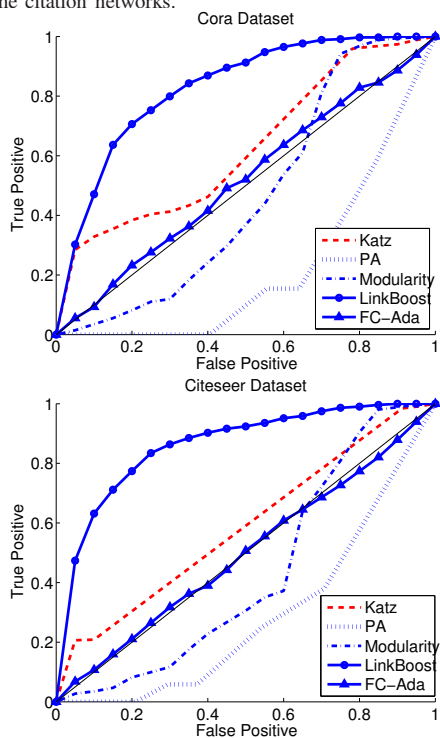 ne citation networks.
Cora Dataset
1
0.8
0.6
0.4
0.2
0
True Positive
0 0.2 0.4 0.6 0.8 1
False Positive
Katz
PA
Modularity
LinkBoost
FC-Ada
Citeseer Dataset
1
0.8
0.6
0.4
0.2
0
True Positive
0 0.2 0.4 0.6 0.8 1
False Positive
Katz
PA
Modularity
LinkBoost
FC-Ada